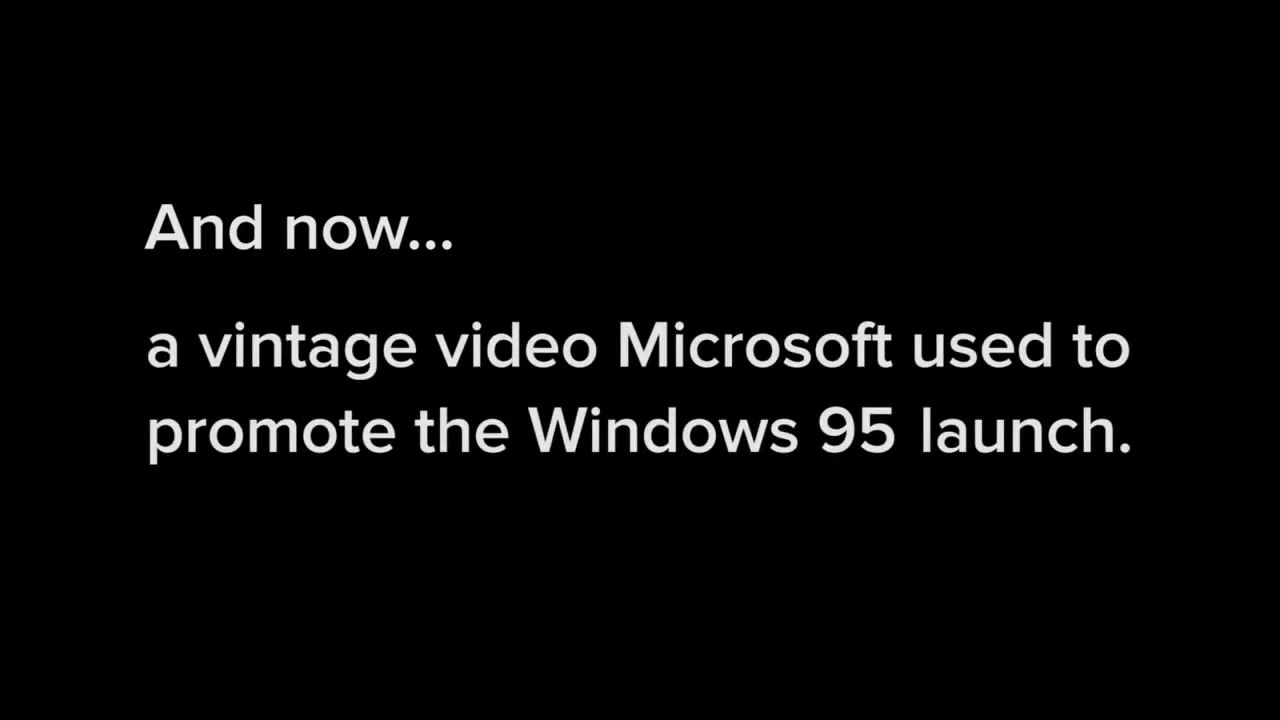 And now...
a vintage video Microsoft used to
promote the Windows 95 launch.